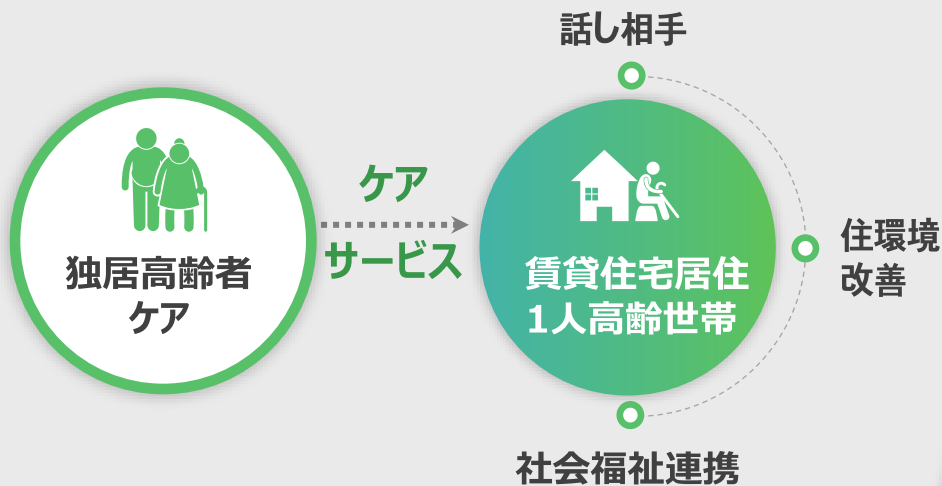 話し相手
独居高齢者
ケア
ケア
サービス
賃貸住宅居住
1人高齢世帯
住環境
改善
社会福祉連携